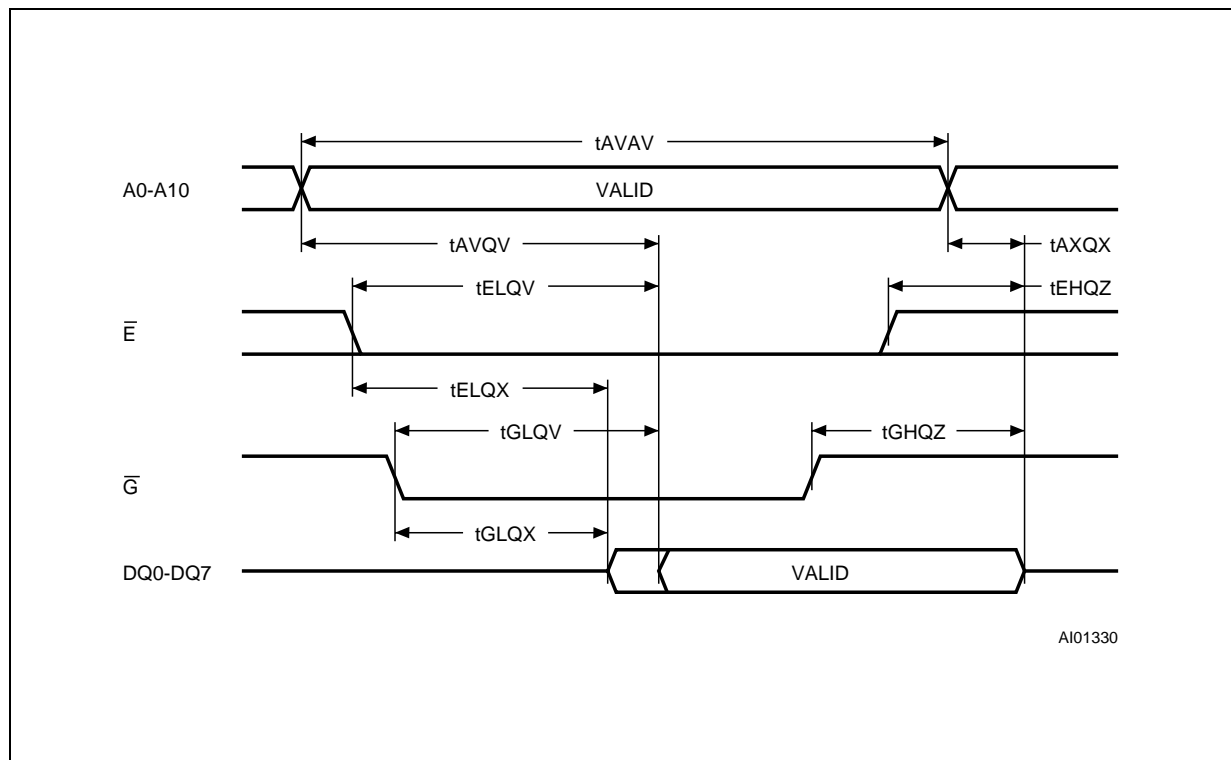 tAVAV
A0-A10
VALID
tAVQV
tAXQX
tELQV
tEHQZ
E̅
tELQX
tGLQV
tGHQZ
G̅
tGLQX
DQ0-DQ7
VALID
AI01330